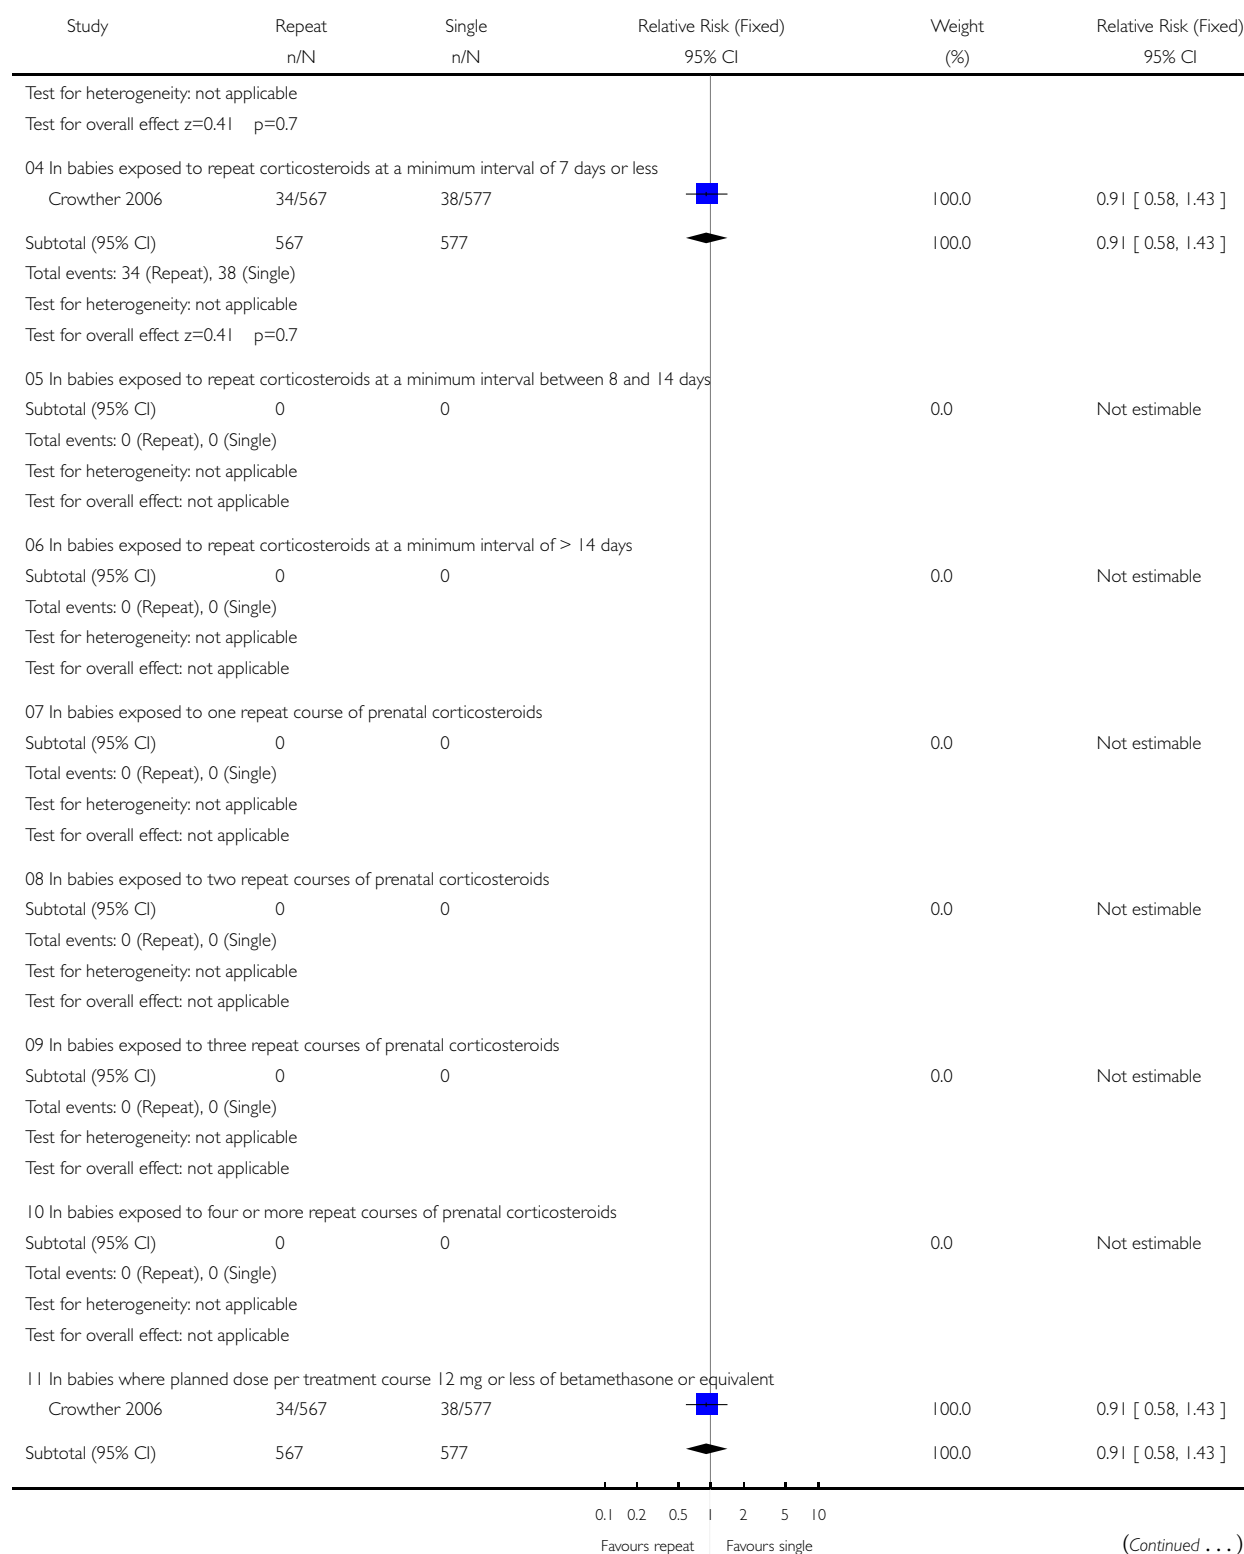 Study Repeat Single Relative Risk (Fixed) Weight Relative Risk (Fixed)
n/N n/N 95% CI (%) 95% CI
Test for heterogeneity: not applicable
Test for overall effect z=0.41 p=0.7
04 In babies exposed to repeat corticosteroids at a minimum interval of 7 days or less
Crowther 2006 34/567 38/577 100.0 0.91 [ 0.58, 1.43 ]
Subtotal (95% CI) 567 577 100.0 0.91 [ 0.58, 1.43 ]
Total events: 34 (Repeat), 38 (Single)
Test for heterogeneity: not applicable
Test for overall effect z=0.41 p=0.7
05 In babies exposed to repeat corticosteroids at a minimum interval between 8 and 14 days
Subtotal (95% CI) 0 0 0.0 Not estimable
Total events: 0 (Repeat), 0 (Single)
Test for heterogeneity: not applicable
Test for overall effect: not applicable
06 In babies exposed to repeat corticosteroids at a minimum interval of > 14 days
Subtotal (95% CI) 0 0 0.0 Not estimable
Total events: 0 (Repeat), 0 (Single)
Test for heterogeneity: not applicable
Test for overall effect: not applicable
07 In babies exposed to one repeat course of prenatal corticosteroids
Subtotal (95% CI) 0 0 0.0 Not estimable
Total events: 0 (Repeat), 0 (Single)
Test for heterogeneity: not applicable
Test for overall effect: not applicable
08 In babies exposed to two repeat courses of prenatal corticosteroids
Subtotal (95% CI) 0 0 0.0 Not estimable
Total events: 0 (Repeat), 0 (Single)
Test for heterogeneity: not applicable
Test for overall effect: not applicable
09 In babies exposed to three repeat courses of prenatal corticosteroids
Subtotal (95% CI) 0 0 0.0 Not estimable
Total events: 0 (Repeat), 0 (Single)
Test for heterogeneity: not applicable
Test for overall effect: not applicable
10 In babies exposed to four or more repeat courses of prenatal corticosteroids
Subtotal (95% CI) 0 0 0.0 Not estimable
Total events: 0 (Repeat), 0 (Single)
Test for heterogeneity: not applicable
Test for overall effect: not applicable
11 In babies where planned dose per treatment course 12 mg or less of betamethasone or equivalent
Crowther 2006 34/567 38/577 100.0 0.91 [ 0.58, 1.43 ]
Subtotal (95% CI) 567 577 100.0 0.91 [ 0.58, 1.43 ]
0.1 0.2 0.5 1 2 5 10
Favours repeat Favours single (Continued . . . )